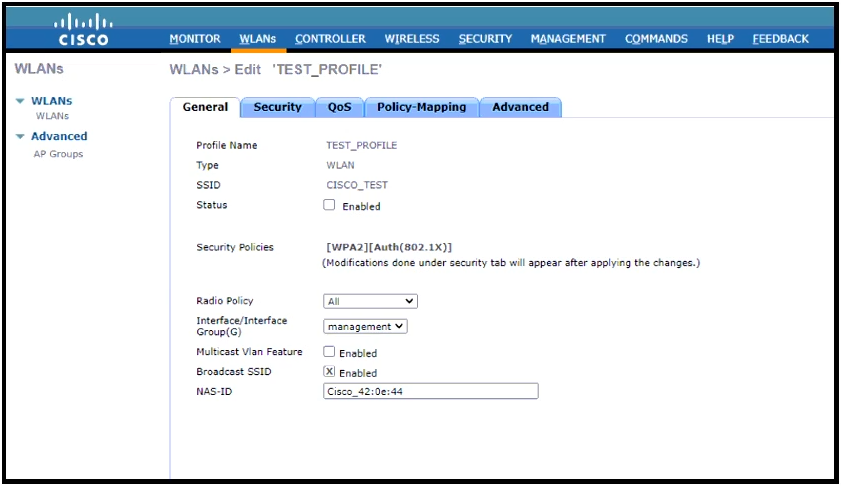 CISCO
MONITOR WLANs CONTROLLER WIRELESS SECURITY MANAGEMENT COMMANDS HELP FEEDBACK
WLANs
WLANs > Edit 'TEST_PROFILE'
WLANs
WLANs
Advanced
AP Groups
General Security QoS Policy-Mapping Advanced
Profile Name TEST_PROFILE
Type WLAN
SSID CISCO_TEST
Status Enabled
Security Policies [WPA2][Auth(802.1X)]
(Modifications done under security tab will appear after applying the changes.)
Radio Policy All
Interface/Interface
Group(G) management
Multicast Vlan Feature Enabled
Broadcast SSID X Enabled
NAS-ID Cisco_42:0e:44